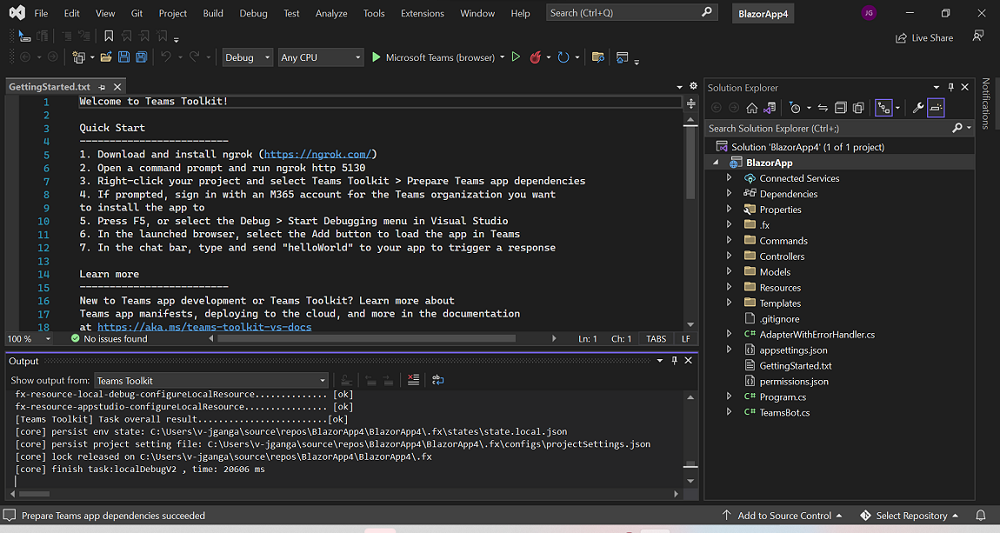 File Edit View Git Project Build Debug Test Analyze Tools Extensions Window Help Search (Ctrl+Q) BlazorApp4 JG
Live Share
Debug Any CPU Microsoft Teams (browser)
GettingStarted.txt
1 Welcome to Teams Toolkit!
2
3 Quick Start
4 -------------------------
5 1. Download and install ngrok (https://ngrok.com/)
6 2. Open a command prompt and run ngrok http 5130
7 3. Right-click your project and select Teams Toolkit > Prepare Teams app dependencies
8 4. If prompted, sign in with an M365 account for the Teams organization you want
9 to install the app to
10 5. Press F5, or select the Debug > Start Debugging menu in Visual Studio
11 6. In the launched browser, select the Add button to load the app in Teams
12 7. In the chat bar, type and send "helloWorld" to your app to trigger a response
13
14 Learn more
15 -------------------------
16 New to Teams app development or Teams Toolkit? Learn more about
17 Teams app manifests, deploying to the cloud, and more in the documentation
18 at https://aka.ms/teams-toolkit-vs-docs
100 % No issues found Ln: 1 Ch: 1 TABS LF
Output
Show output from: Teams Toolkit
fx-resource-local-debug-configureLocalResource.............. [ok]
fx-resource-appstudio-configureLocalResource................ [ok]
[Teams Toolkit] Task overall result........................[ok]
[core] persist env state: C:\Users\v-jganga\source\repos\BlazorApp4\BlazorApp4\.fx\states\state.local.json
[core] persist project setting file: C:\Users\v-jganga\source\repos\BlazorApp4\BlazorApp4\.fx\configs\projectSettings.json
[core] lock released on C:\Users\v-jganga\source\repos\BlazorApp4\BlazorApp4\.fx
[core] finish task:localDebugV2 , time: 20606 ms
Solution Explorer
Search Solution Explorer (Ctrl+;)
Solution 'BlazorApp4' (1 of 1 project)
BlazorApp
Connected Services
Dependencies
Properties
.fx
Commands
Controllers
Models
Resources
Templates
.gitignore
C# AdapterWithErrorHandler.cs
appsettings.json
GettingStarted.txt
permissions.json
C# Program.cs
C# TeamsBot.cs
Notifications
Prepare Teams app dependencies succeeded Add to Source Control Select Repository